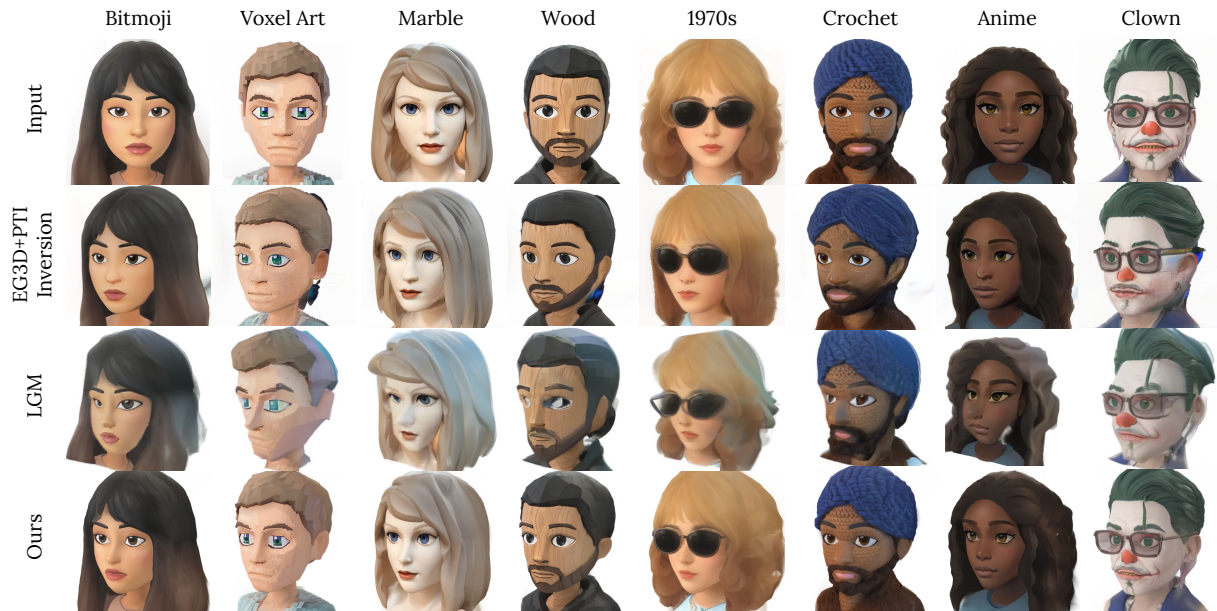 Bitmoji Voxel Art Marble Wood 1970s Crochet Anime Clown
Input
EG3D+PTI
Inversion
LGM
Ours